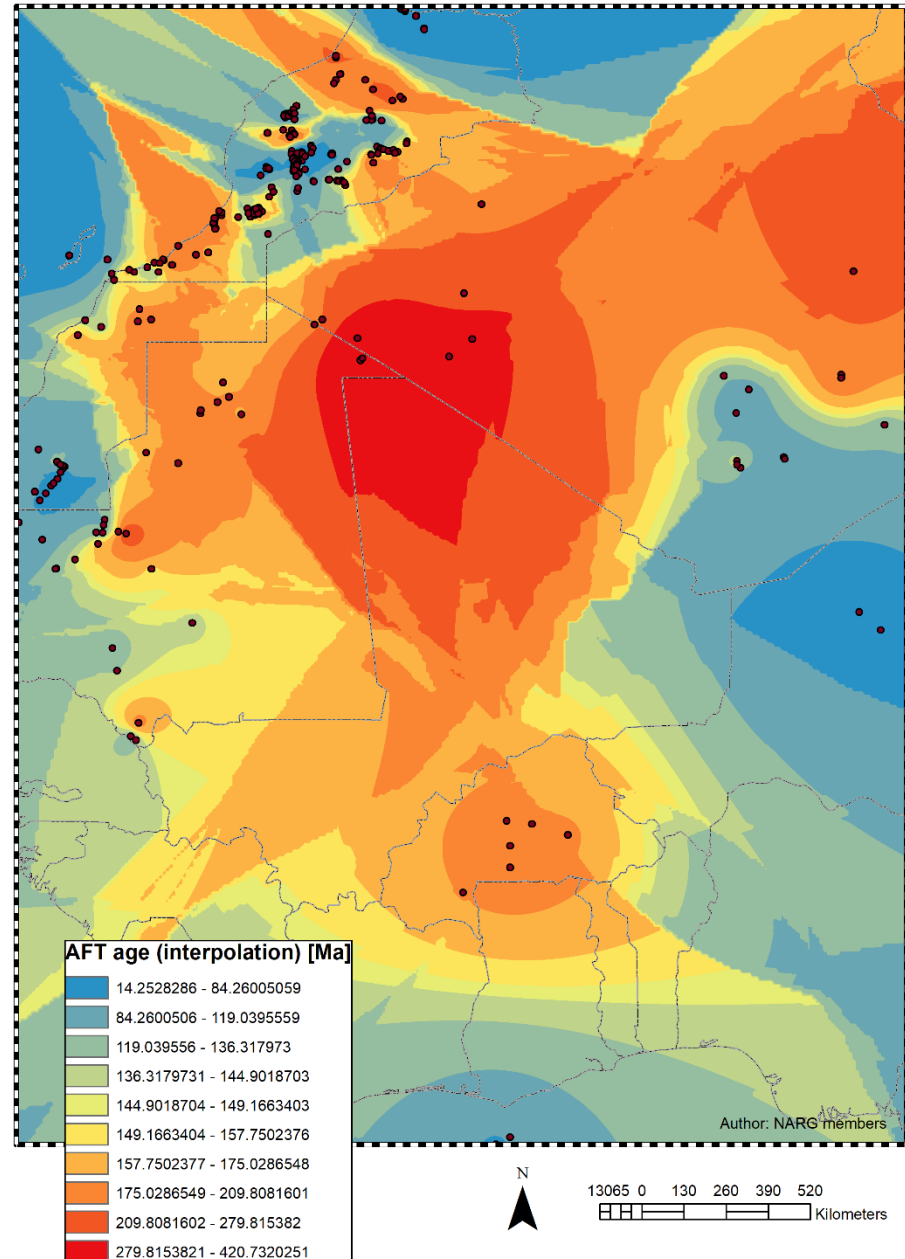 AFT age (interpolation) [Ma]
14.2528286 - 84.26005059
84.2600506 - 119.0395559
119.039556 - 136.317973
136.3179731 - 144.9018703
144.9018704 - 149.1663403
149.1663404 - 157.7502376
157.7502377 - 175.0286548
175.0286549 - 209.8081601
209.8081602 - 279.815382
279.8153821 - 420.7320251
Author: NARG members
N
13065 0 130 260 390 520
Kilometers